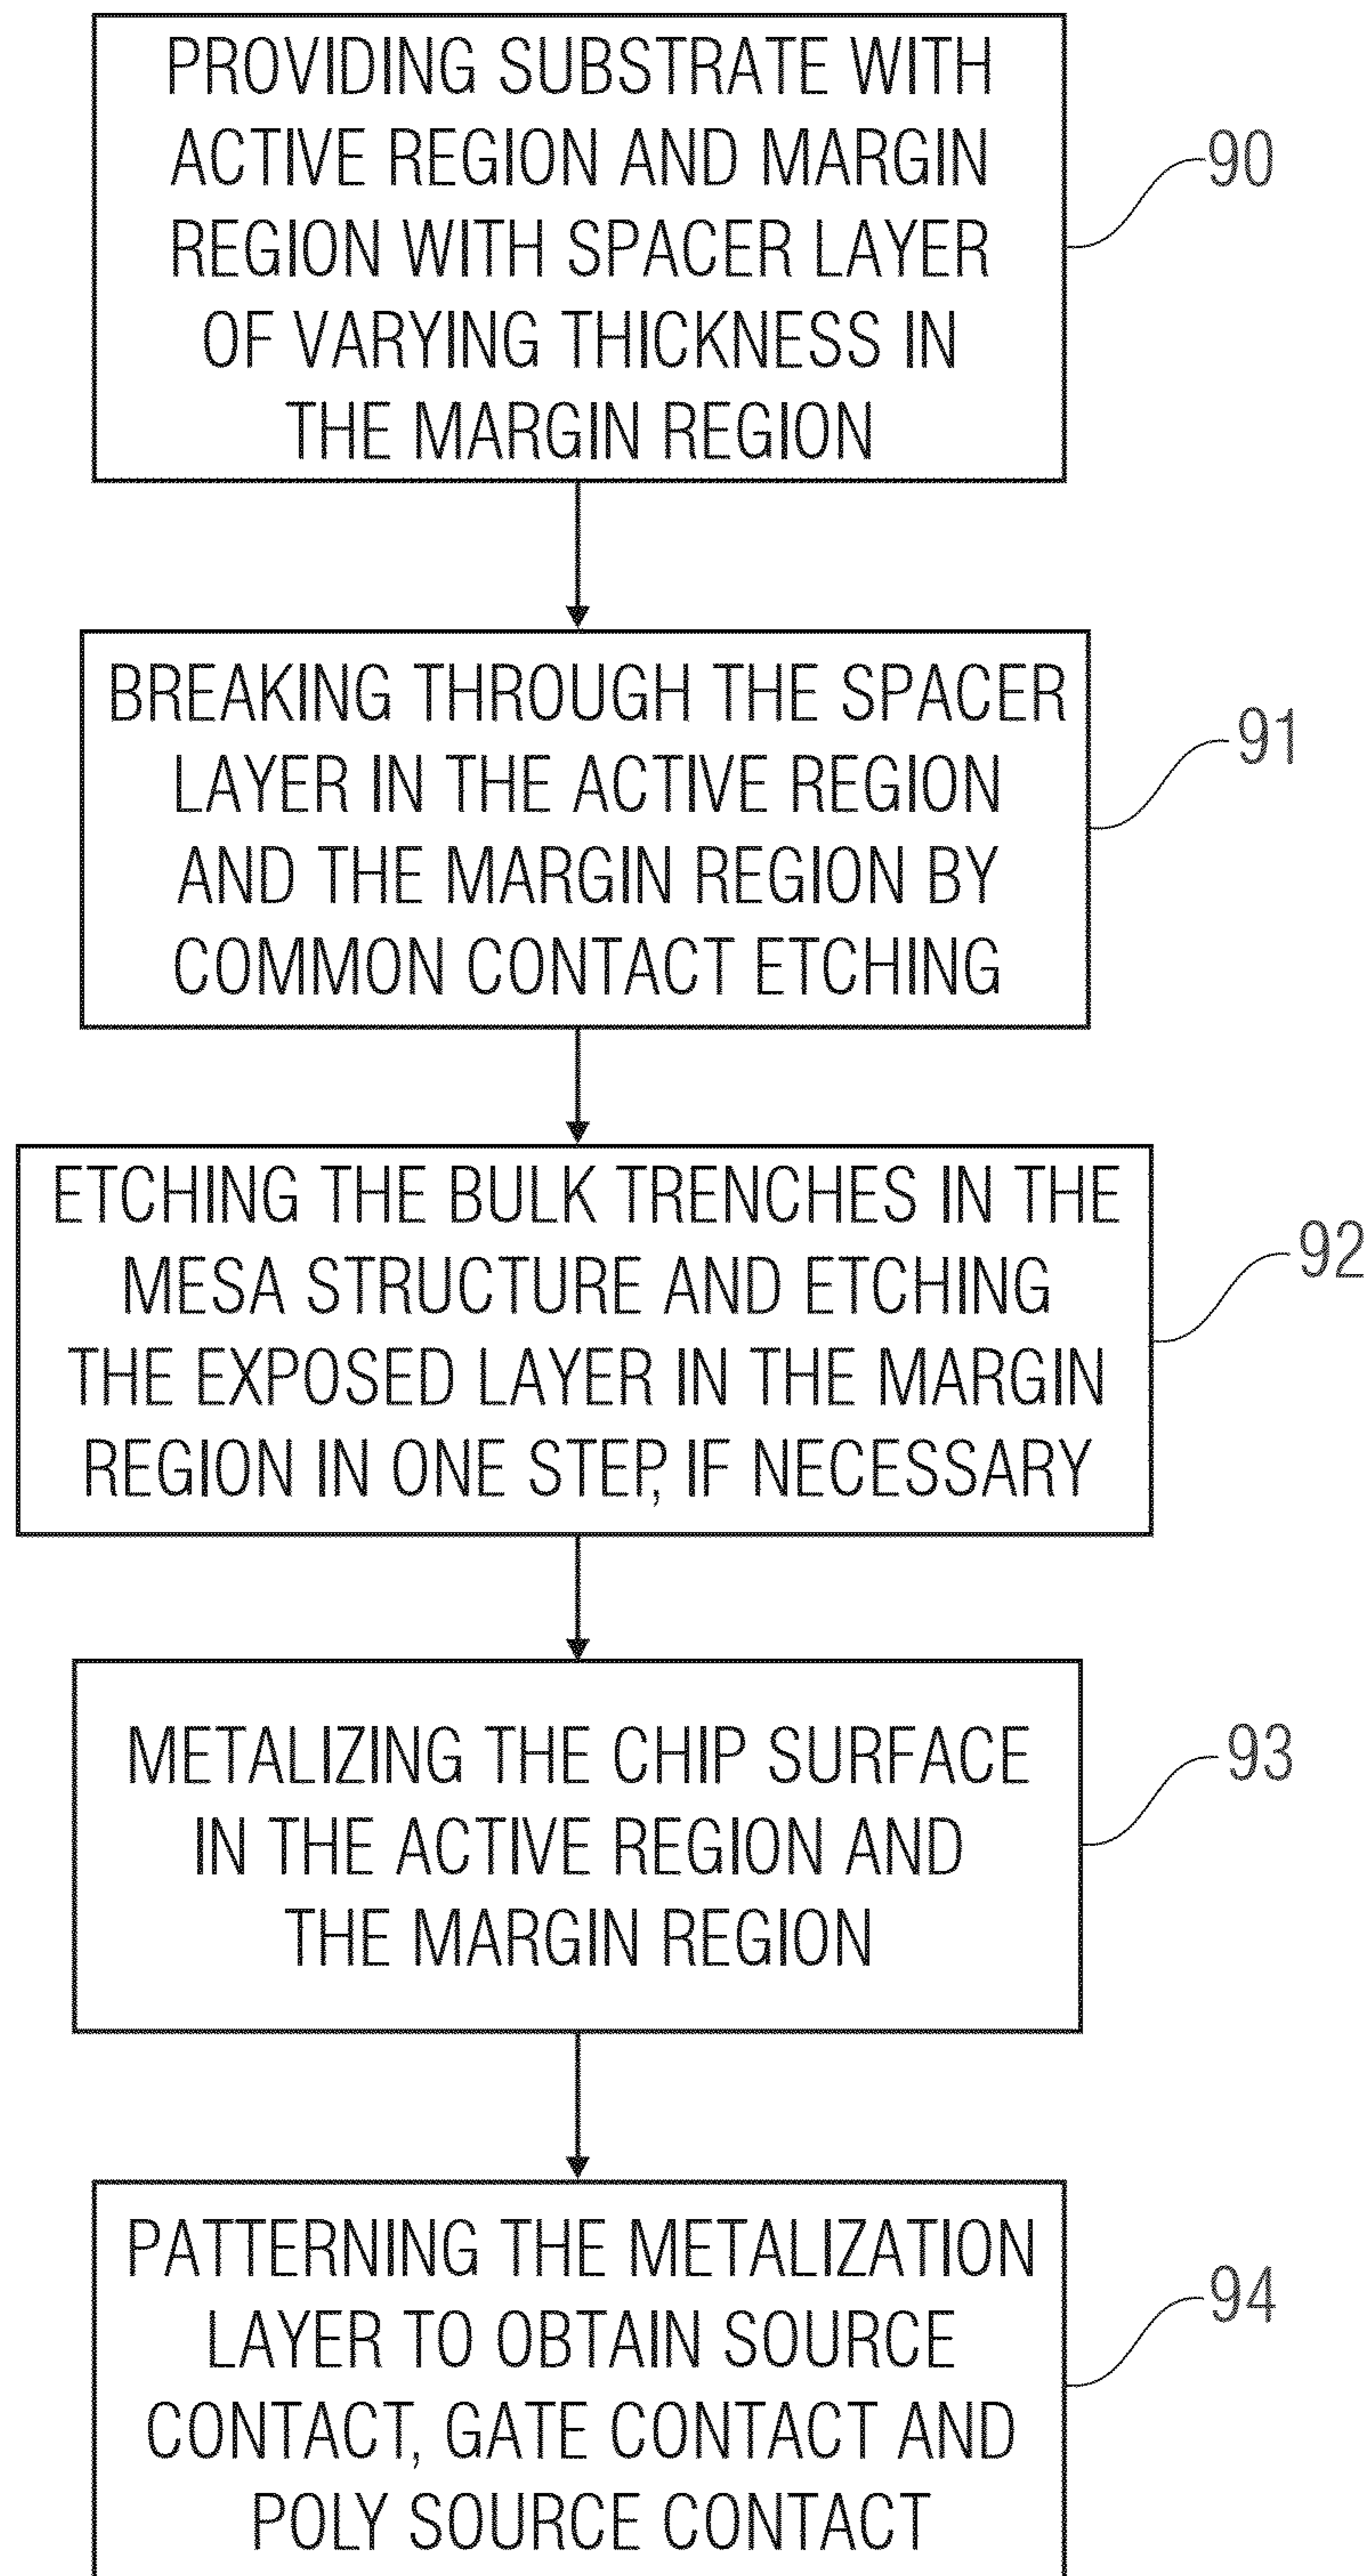 PROVIDING SUBSTRATE WITH
ACTIVE REGION AND MARGIN
REGION WITH SPACER LAYER
OF VARYING THICKNESS IN
THE MARGIN REGION
90
BREAKING THROUGH THE SPACER
LAYER IN THE ACTIVE REGION
AND THE MARGIN REGION BY
COMMON CONTACT ETCHING
91
ETCHING THE BULK TRENCHES IN THE
MESA STRUCTURE AND ETCHING
THE EXPOSED LAYER IN THE MARGIN
REGION IN ONE STEP, IF NECESSARY
92
METALIZING THE CHIP SURFACE
IN THE ACTIVE REGION AND
THE MARGIN REGION
93
PATTERNING THE METALIZATION
LAYER TO OBTAIN SOURCE
CONTACT, GATE CONTACT AND
POLY SOURCE CONTACT
94